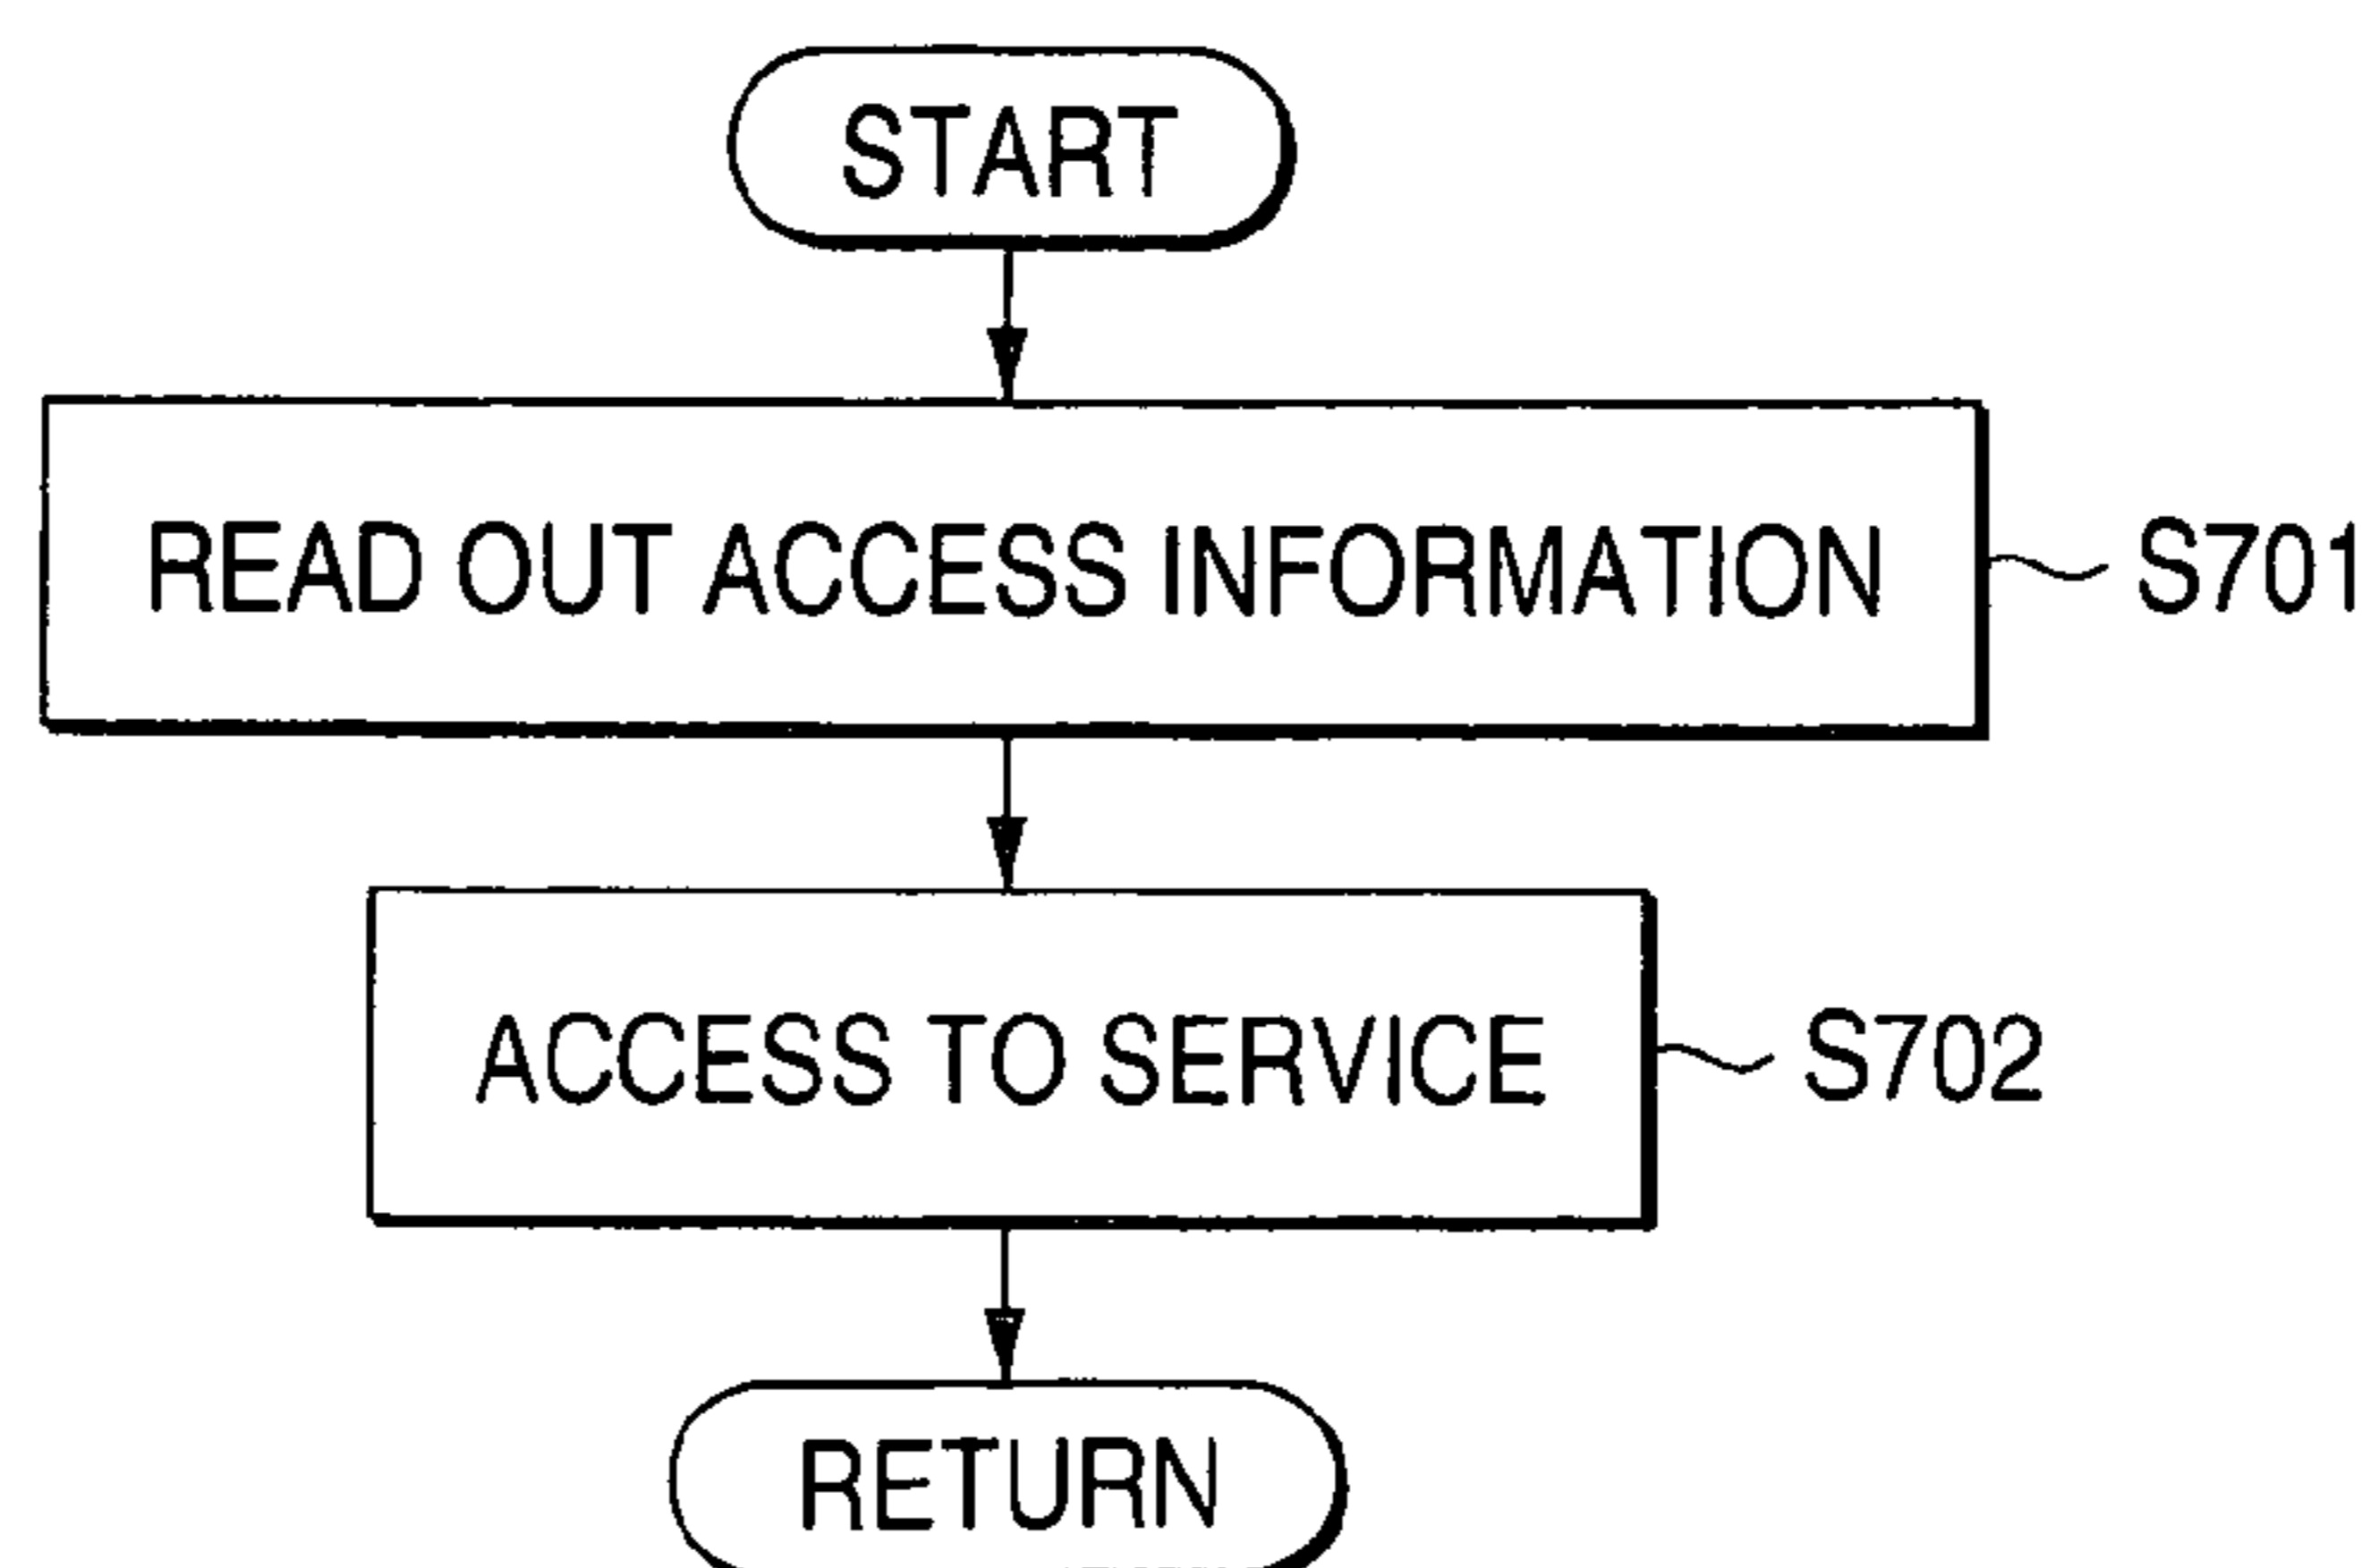 START
READ OUT ACCESS INFORMATION
S701
ACCESS TO SERVICE
S702
RETURN